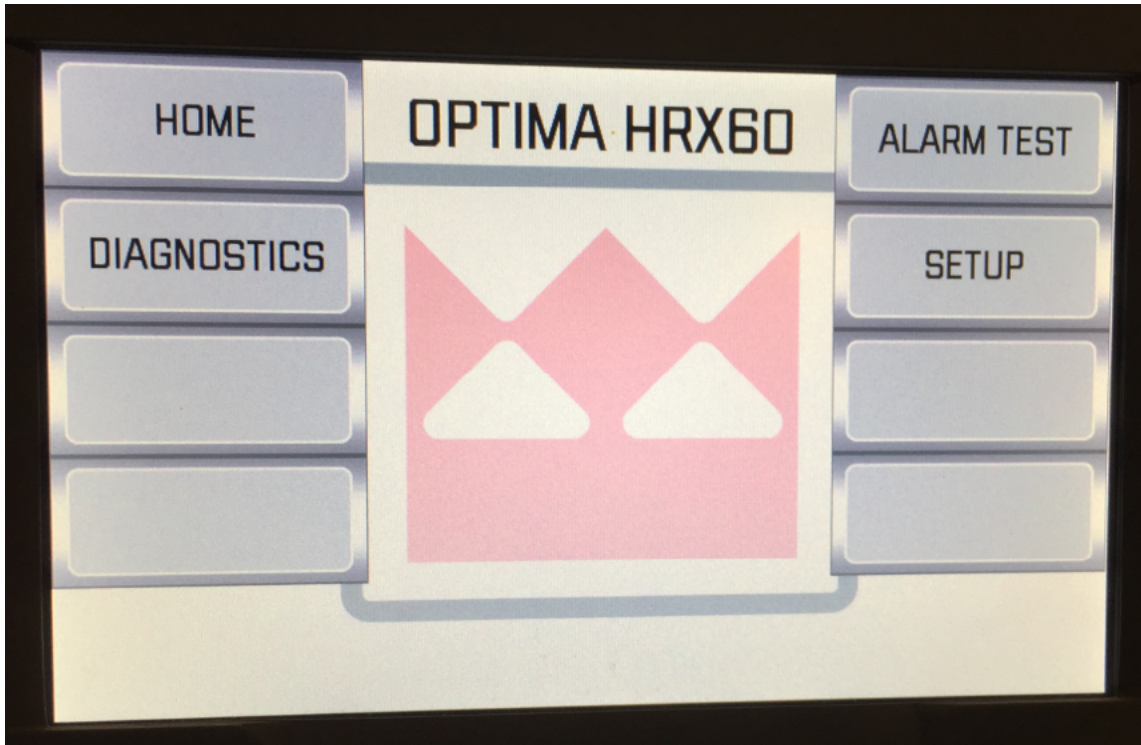 HOME
OPTIMA HRX60
ALARM TEST
DIAGNOSTICS
SETUP